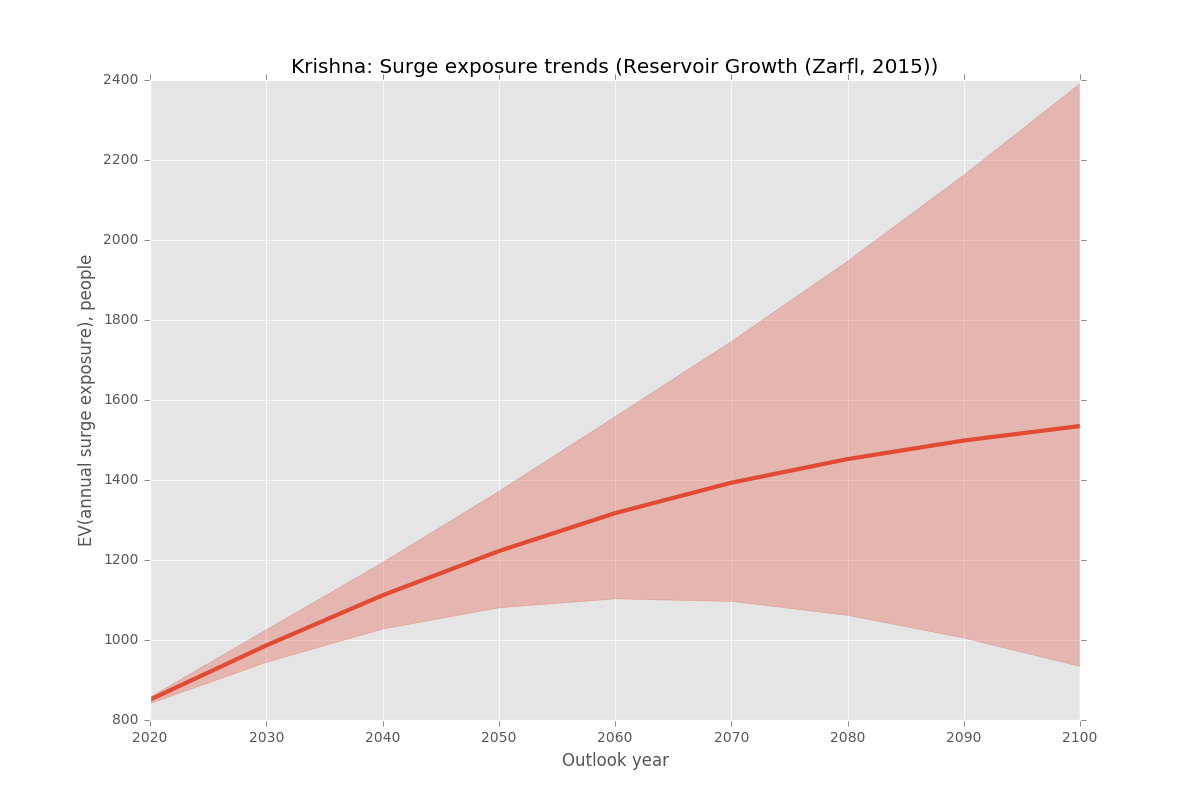 Krishna: Surge exposure trends (Reservoir Growth (Zarfl, 2015))
EV(annual surge exposure), people
2400
2200
2000
1800
1600
1400
1200
1000
800
2020 2030 2040 2050 2060 2070 2080 2090 2100
Outlook year